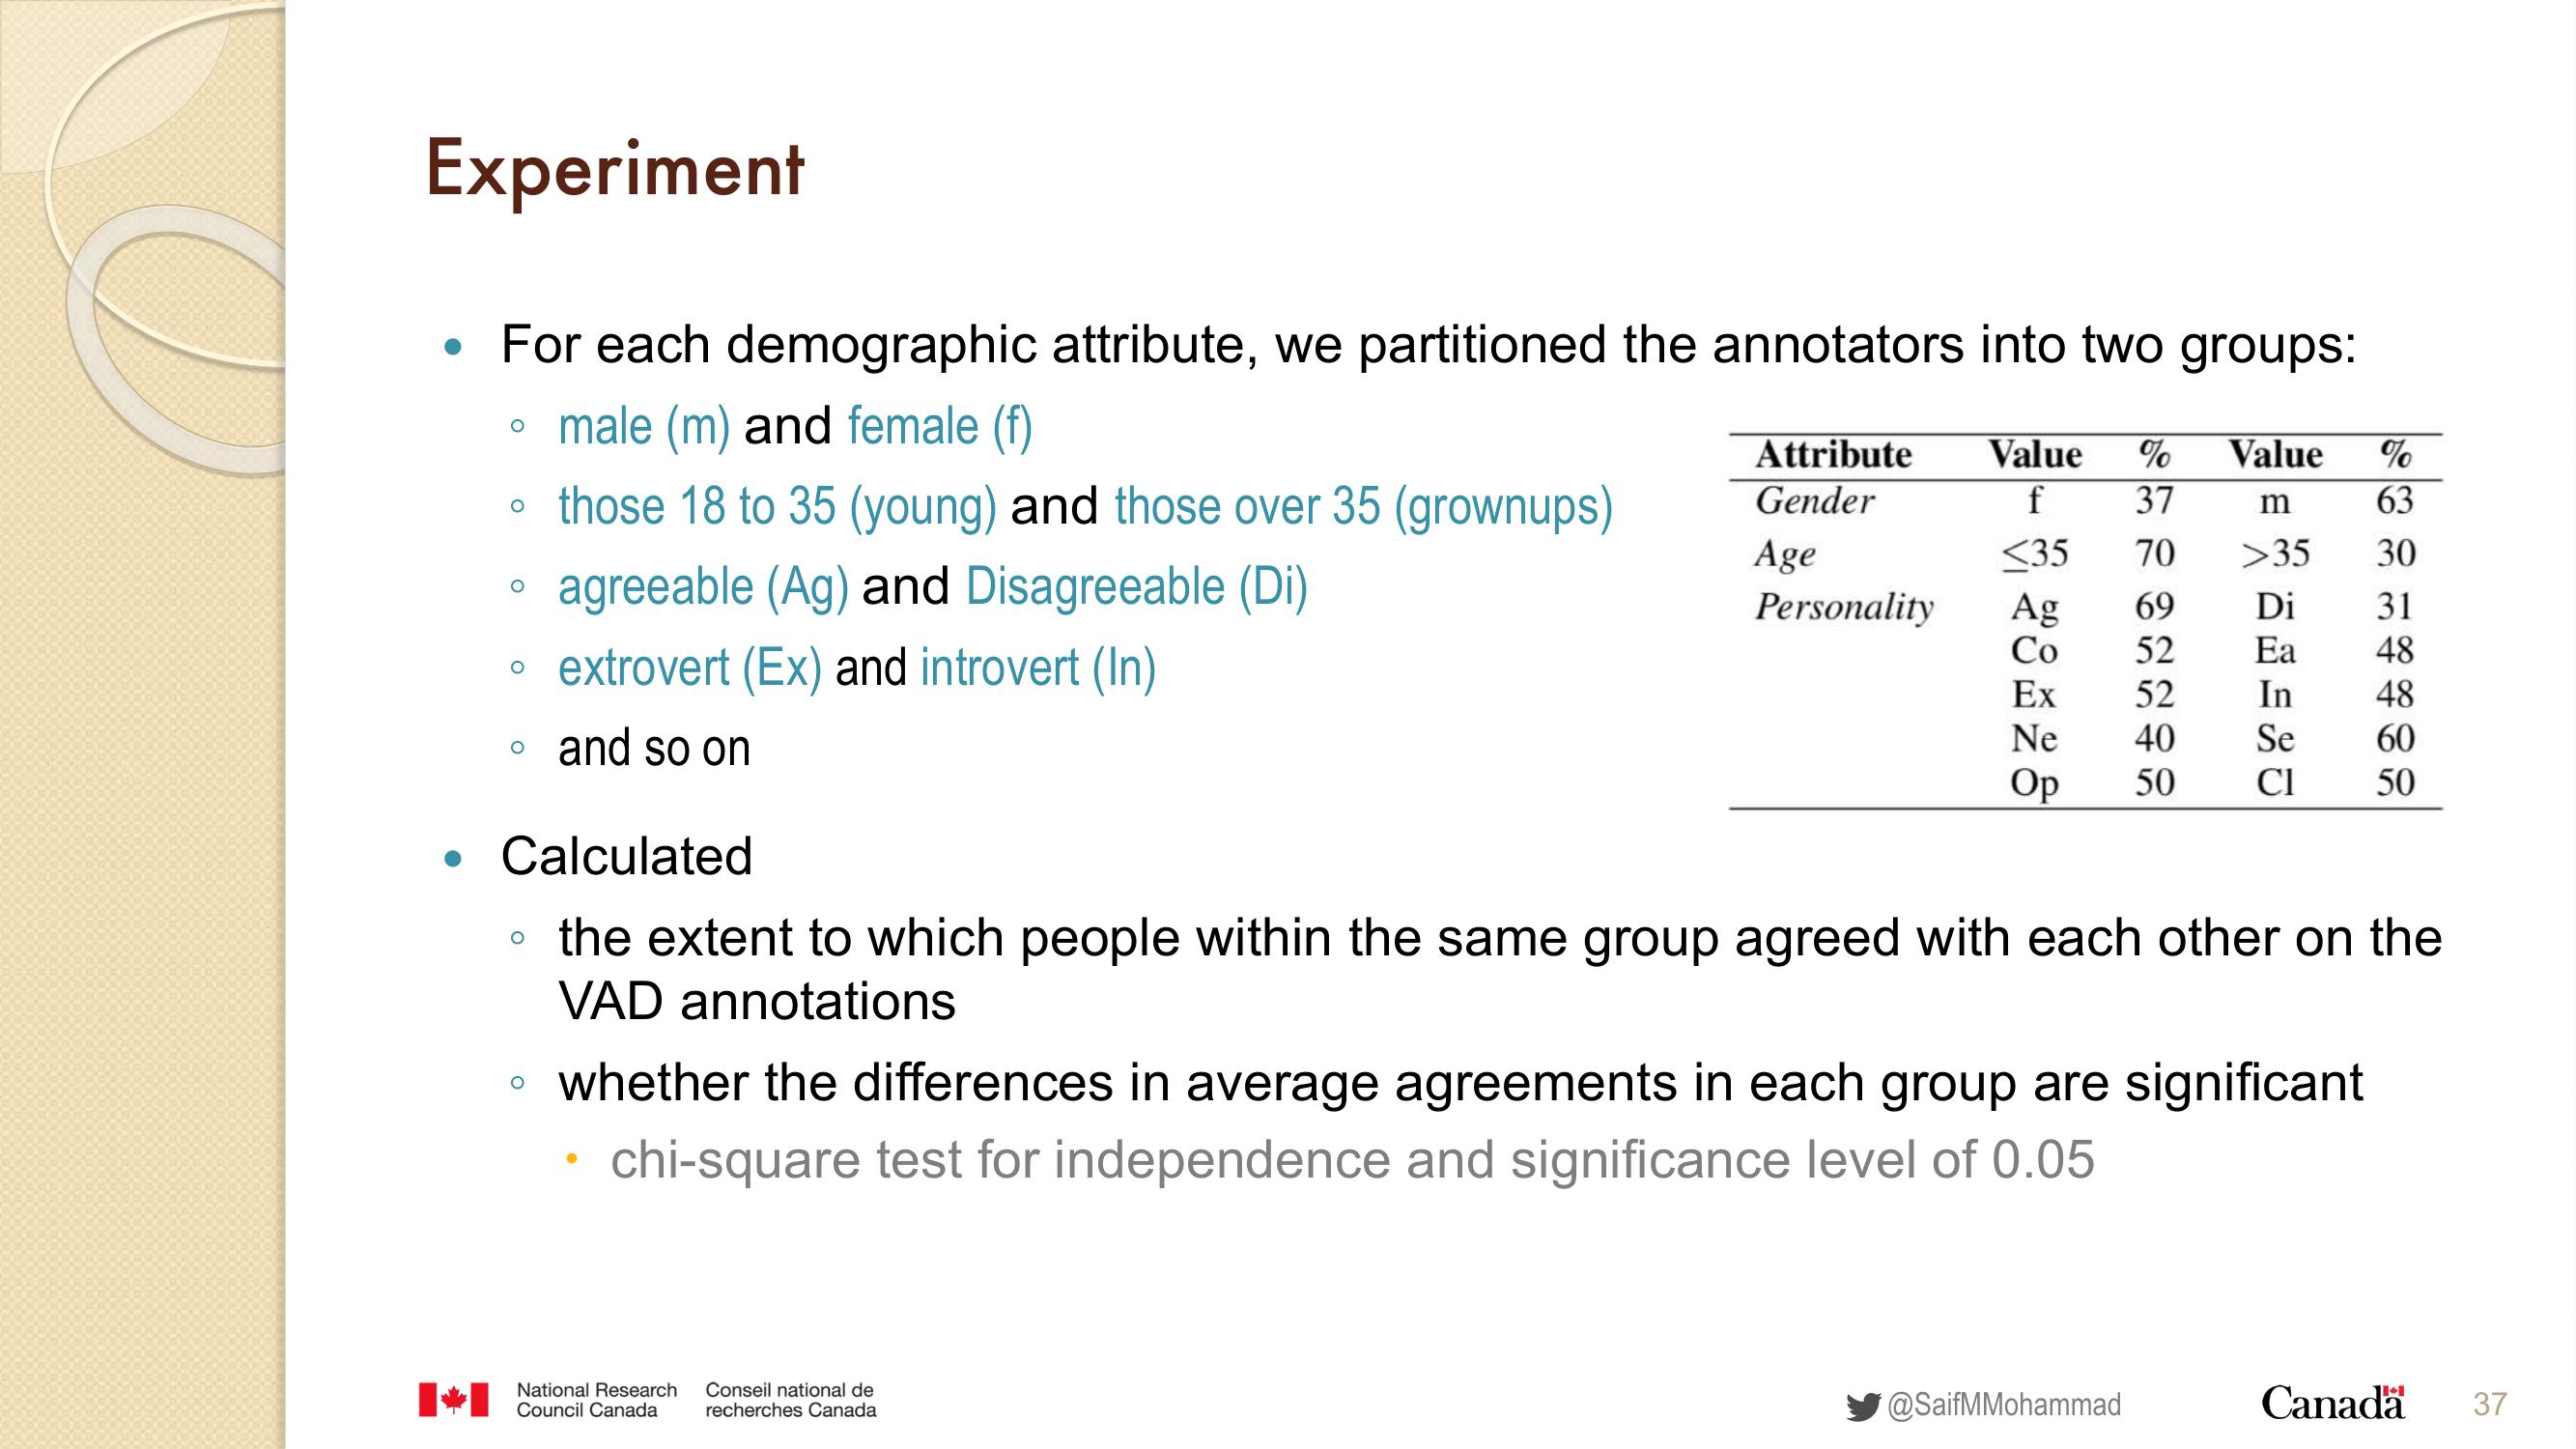 Experiment
• For each demographic attribute, we partitioned the annotators into two groups:
◦ male (m) and female (f)
◦ those 18 to 35 (young) and those over 35 (grownups)
◦ agreeable (Ag) and Disagreeable (Di)
◦ extrovert (Ex) and introvert (In)
◦ and so on
Attribute Value % Value %
Gender f 37 m 63
Age ≤35 70 >35 30
Personality Ag 69 Di 31
Co 52 Ea 48
Ex 52 In 48
Ne 40 Se 60
Op 50 Cl 50
• Calculated
◦ the extent to which people within the same group agreed with each other on the
VAD annotations
◦ whether the differences in average agreements in each group are significant
• chi-square test for independence and significance level of 0.05
National Research Council Canada
Conseil national de recherches Canada
@SaifMMohammad
Canada
37